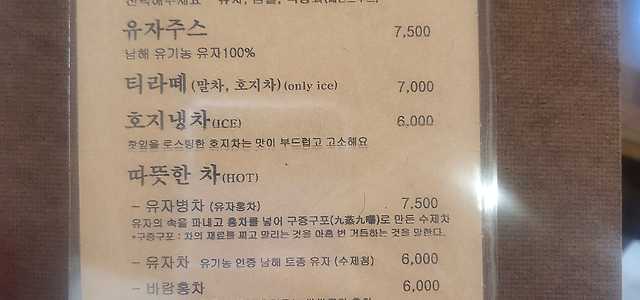 유자주스 7,500
남해 유기농 유자100%
티라떼 (말차, 호지차)(only ice) 7,000
호지냉차(ICE) 6,000
찻잎을 로스팅한 호지차는 맛이 부드럽고 고소해요
따뜻한 차(HOT)
- 유자병차 (유자홍차) 7,500
유자의 속을 파내고 홍차를 넣어 구증구포(九蒸九曝)로 만든 수제차
*구증구포 : 차의 재료를 찌고 말리는 것을 아홉 번 거듭하는 것을 말한다.
- 유자차 유기농 인증 남해 토종 유자 (수제청) 6,000
- 바람홍차 6,000